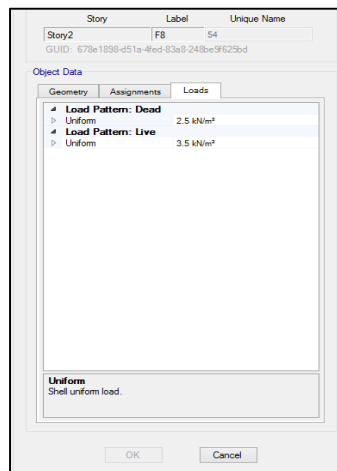 Story Label Unique Name
Story2 F8 54
GUID: 678e1898-d51a-4fed-83a8-248be9f625bd
Object Data
Geometry Assignments Loads
Load Pattern: Dead
Uniform 2.5 kN/m²
Load Pattern: Live
Uniform 3.5 kN/m²
Uniform
Shell uniform load.
OK Cancel